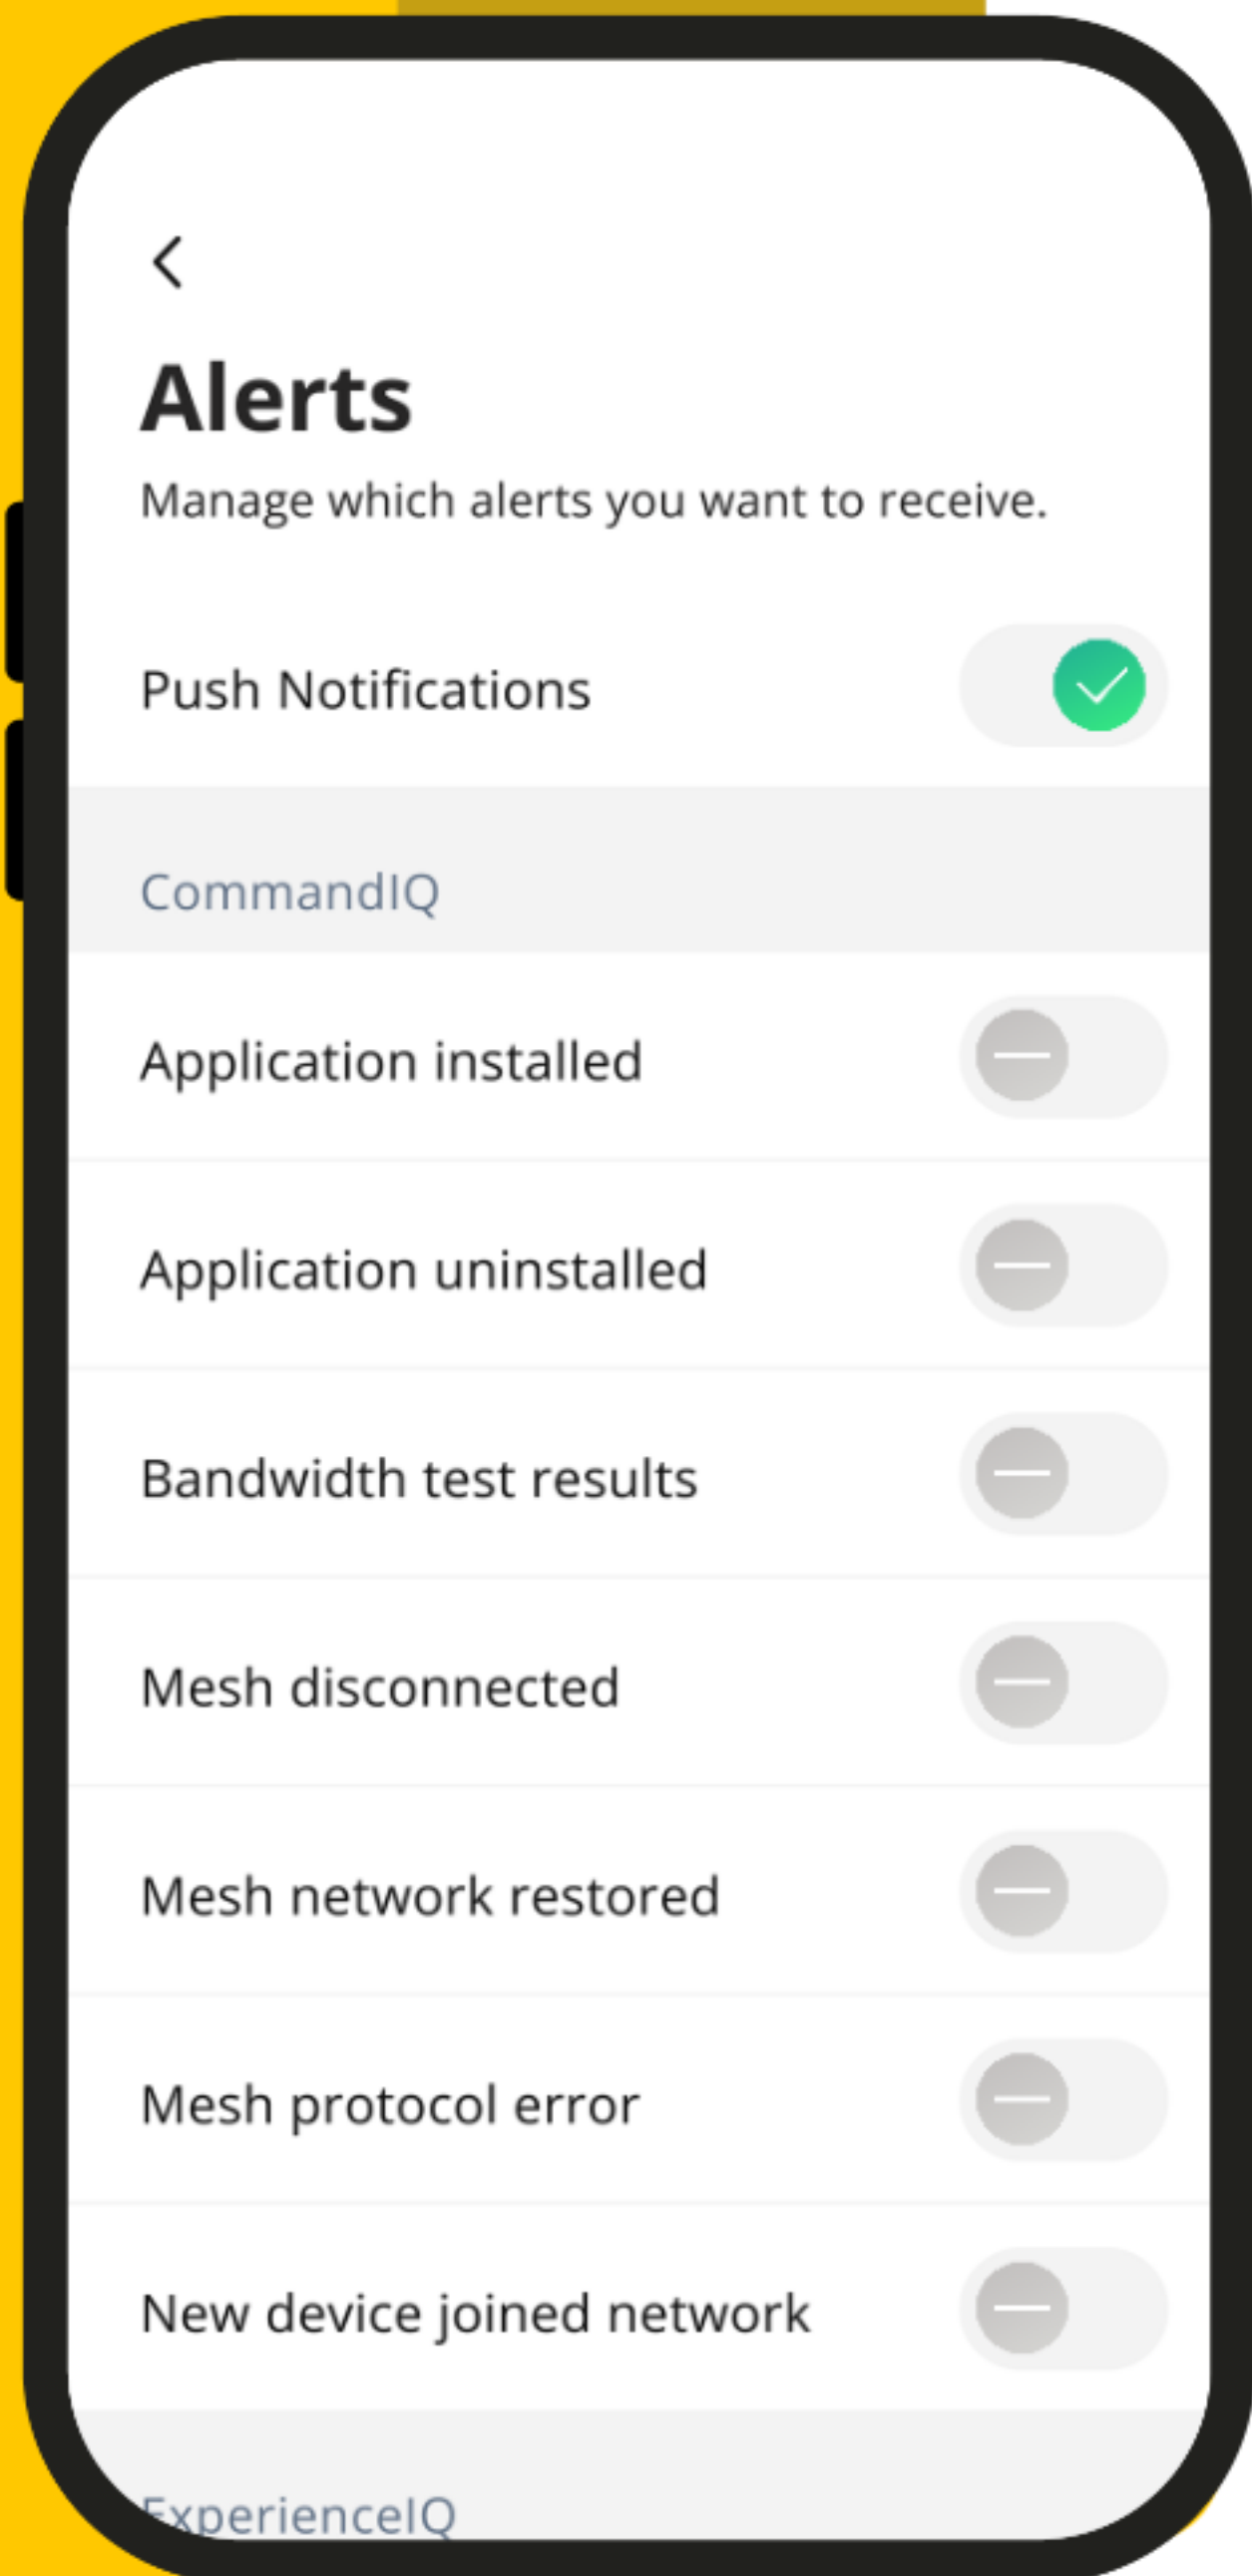 Alerts
Manage which alerts you want to receive.
Push Notifications
CommandIQ
Application installed
Application uninstalled
Bandwidth test results
Mesh disconnected
Mesh network restored
Mesh protocol error
New device joined network
ExperienceIQ